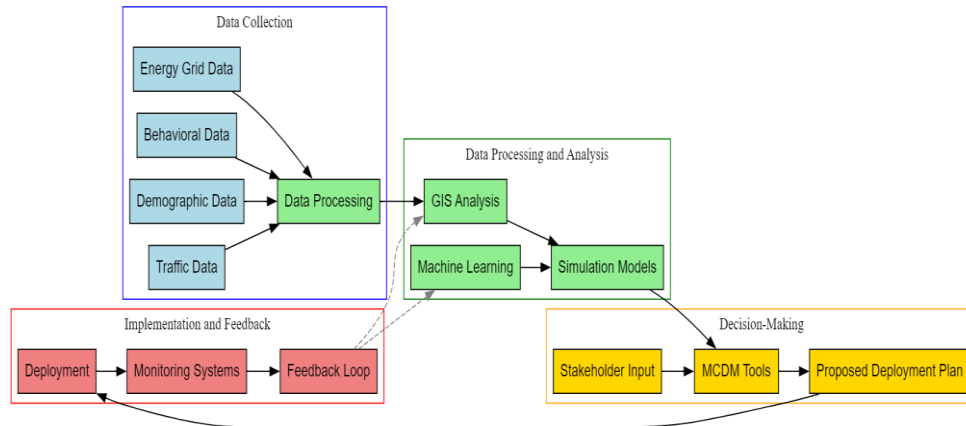 Data Collection
Energy Grid Data
Behavioral Data
Demographic Data
Traffic Data
Data Processing
Data Processing and Analysis
GIS Analysis
Machine Learning
Simulation Models
Implementation and Feedback
Deployment
Monitoring Systems
Feedback Loop
Decision-Making
Stakeholder Input
MCDM Tools
Proposed Deployment Plan